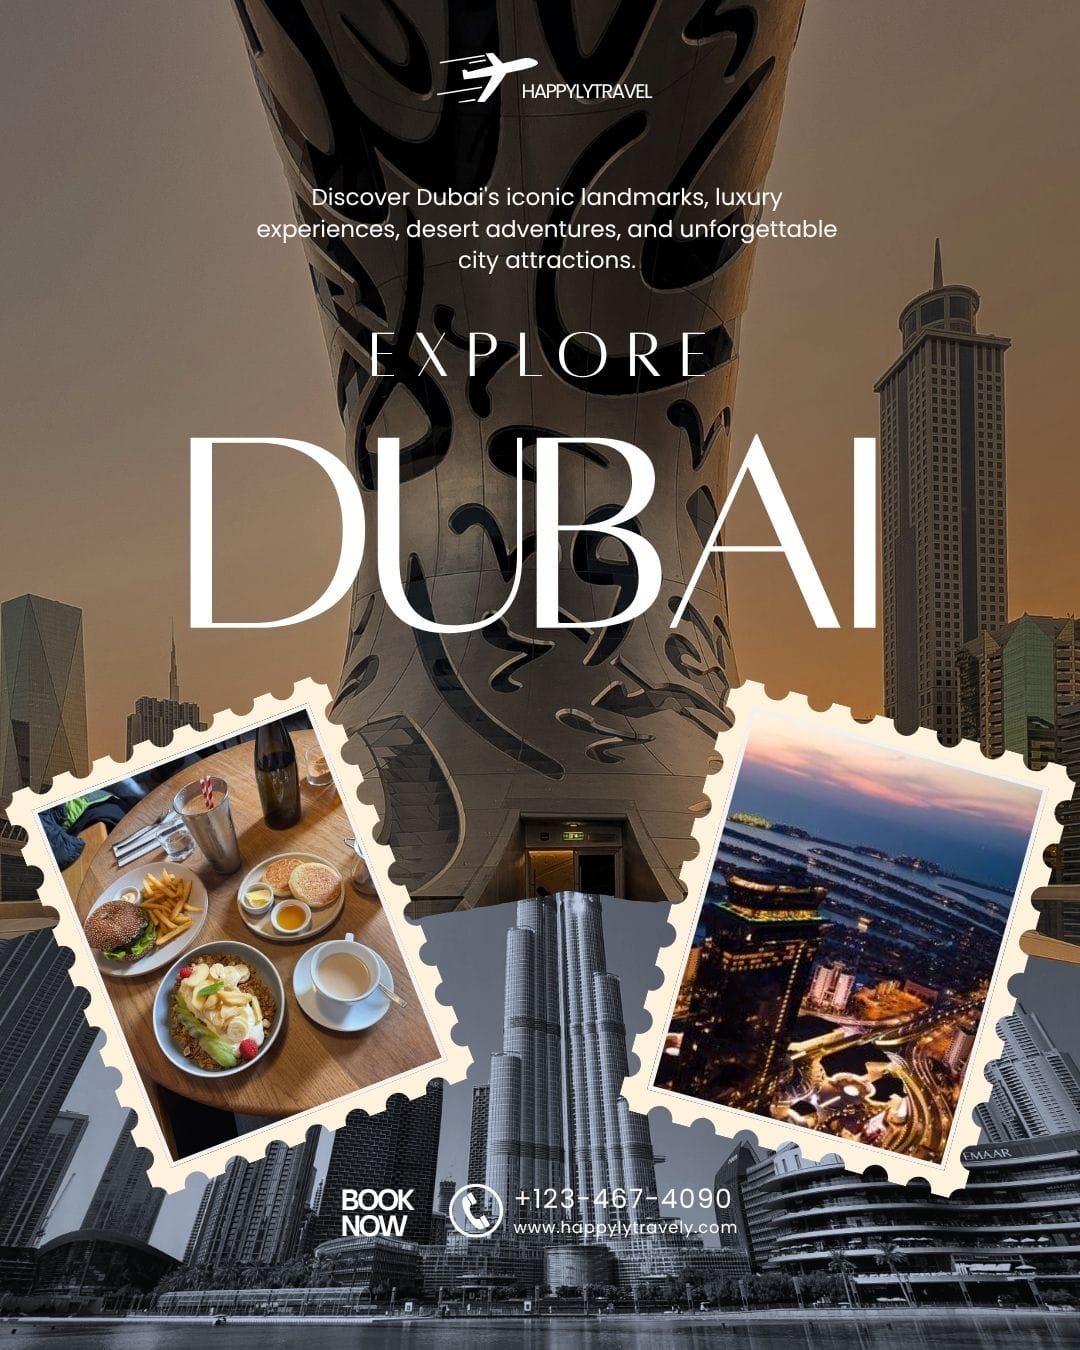 HAPPYLYTRAVEL
Discover Dubai's iconic landmarks, luxury
experiences, desert adventures, and unforgettable
city attractions.
EXPLORE
DUBAI
EMAAR
BOOK
NOW
+123-467-4090
www.happylytravely.com